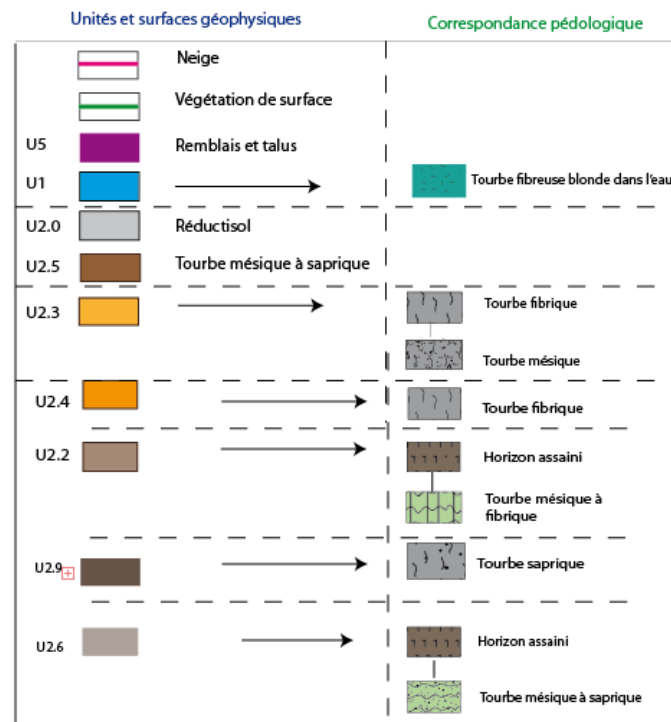 Unités et surfaces géophysiques
Correspondance pédologique
Neige
Végétation de surface
U5
Remblais et talus
U1
Tourbe fibreuse blonde dans l'eau
U2.0
Réductisol
U2.5
Tourbe mésique à saprique
U2.3
Tourbe fibrique
Tourbe mésique
U2.4
Tourbe fibrique
U2.2
Horizon assaini
Tourbe mésique à
fibrique
U2.9
Tourbe saprique
U2.6
Horizon assaini
Tourbe mésique à saprique